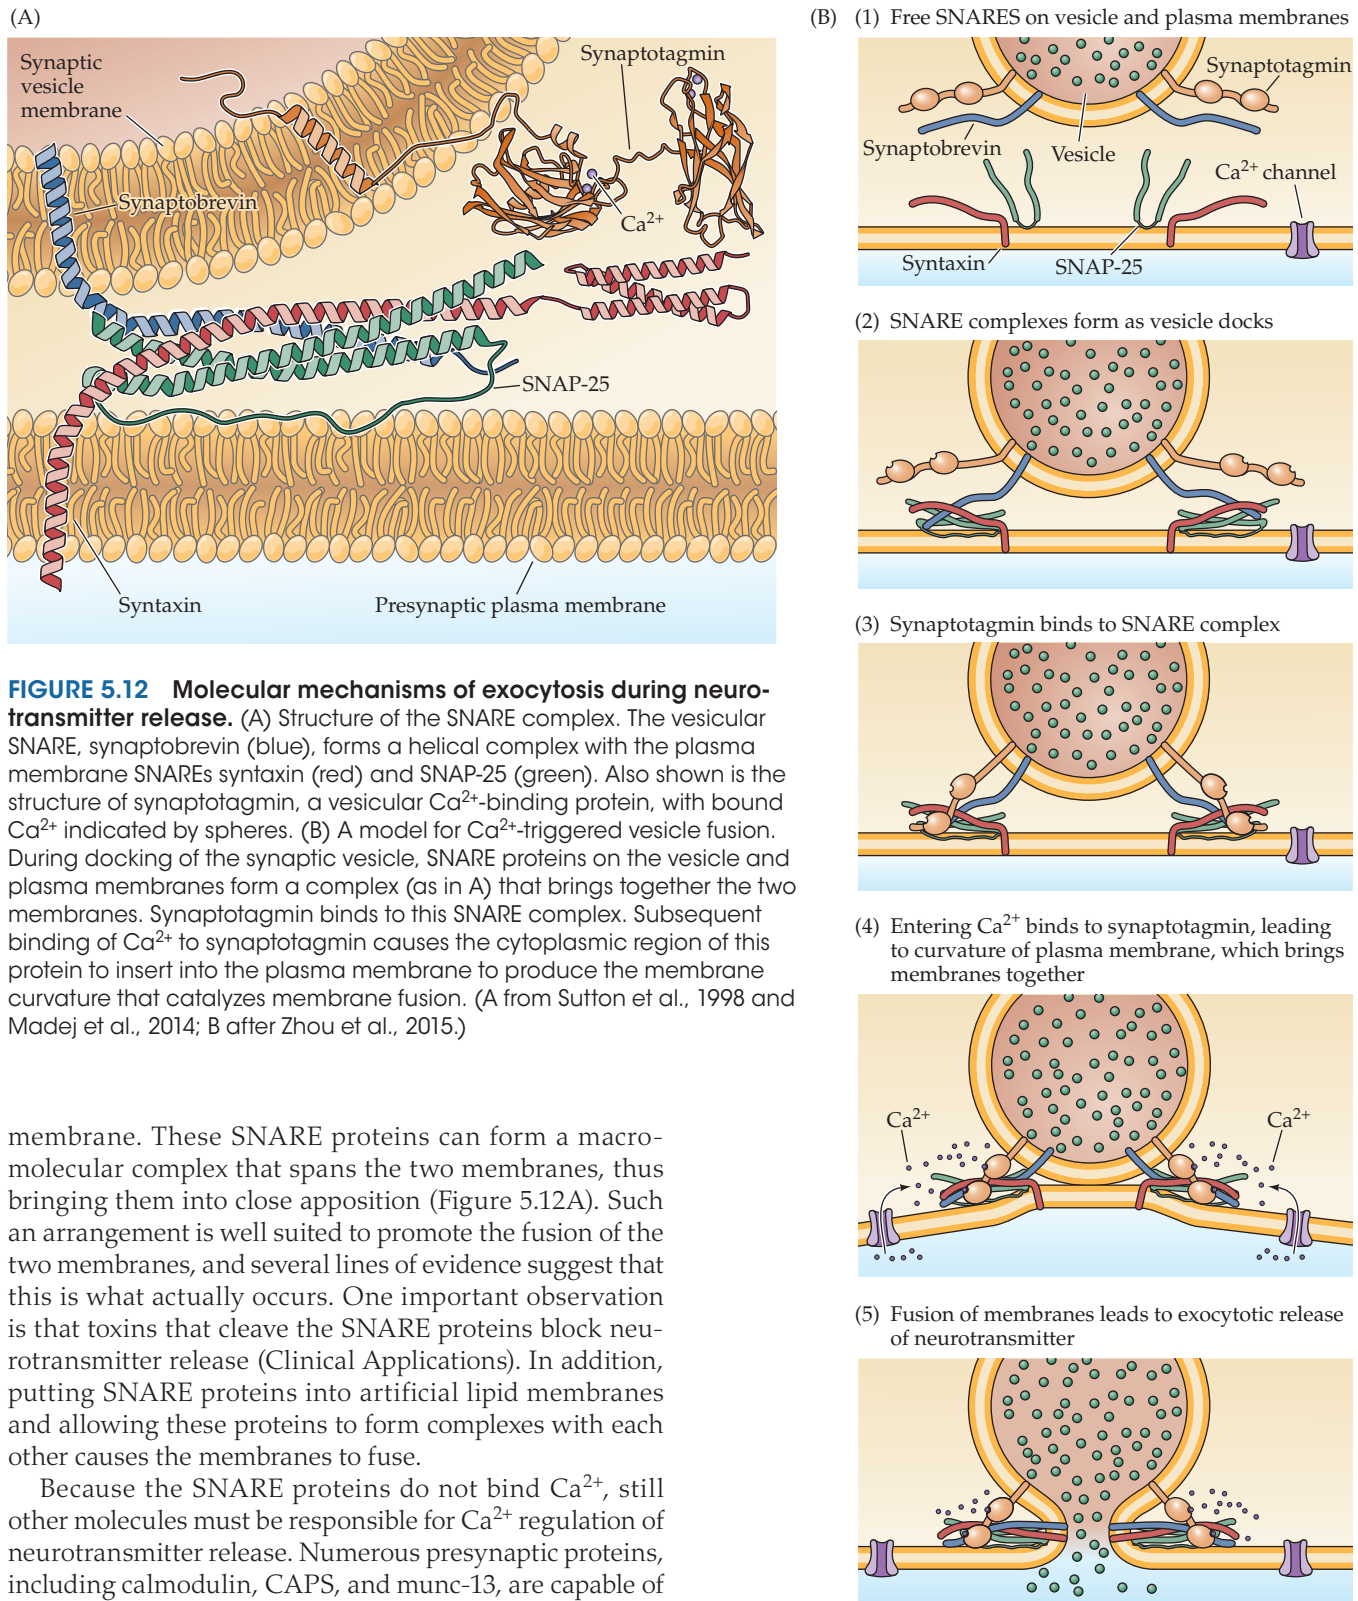 (A)
Synaptic
vesicle
membrane
Synaptotagmin
Synaptobrevin
Ca2+
SNAP-25
Syntaxin
Presynaptic plasma membrane
FIGURE 5.12 Molecular mechanisms of exocytosis during neuro-
transmitter release. (A) Structure of the SNARE complex. The vesicular
SNARE, synaptobrevin (blue), forms a helical complex with the plasma
membrane SNAREs syntaxin (red) and SNAP-25 (green). Also shown is the
structure of synaptotagmin, a vesicular Ca2+-binding protein, with bound
Ca2+ indicated by spheres. (B) A model for Ca2+-triggered vesicle fusion.
During docking of the synaptic vesicle, SNARE proteins on the vesicle and
plasma membranes form a complex (as in A) that brings together the two
membranes. Synaptotagmin binds to this SNARE complex. Subsequent
binding of Ca2+ to synaptotagmin causes the cytoplasmic region of this
protein to insert into the plasma membrane to produce the membrane
curvature that catalyzes membrane fusion. (A from Sutton et al., 1998 and
Madej et al., 2014; B after Zhou et al., 2015.)
membrane. These SNARE proteins can form a macro-
molecular complex that spans the two membranes, thus
bringing them into close apposition (Figure 5.12A). Such
an arrangement is well suited to promote the fusion of the
two membranes, and several lines of evidence suggest that
this is what actually occurs. One important observation
is that toxins that cleave the SNARE proteins block neu-
rotransmitter release (Clinical Applications). In addition,
putting SNARE proteins into artificial lipid membranes
and allowing these proteins to form complexes with each
other causes the membranes to fuse.
Because the SNARE proteins do not bind Ca2+, still
other molecules must be responsible for Ca2+ regulation of
neurotransmitter release. Numerous presynaptic proteins,
including calmodulin, CAPS, and munc-13, are capable of
(B) (1) Free SNARES on vesicle and plasma membranes
Synaptotagmin
Synaptobrevin
Vesicle
Ca2+ channel
Syntaxin
SNAP-25
(2) SNARE complexes form as vesicle docks
(3) Synaptotagmin binds to SNARE complex
(4) Entering Ca2+ binds to synaptotagmin, leading
to curvature of plasma membrane, which brings
membranes together
Ca2+
Ca2+
(5) Fusion of membranes leads to exocytotic release
of neurotransmitter